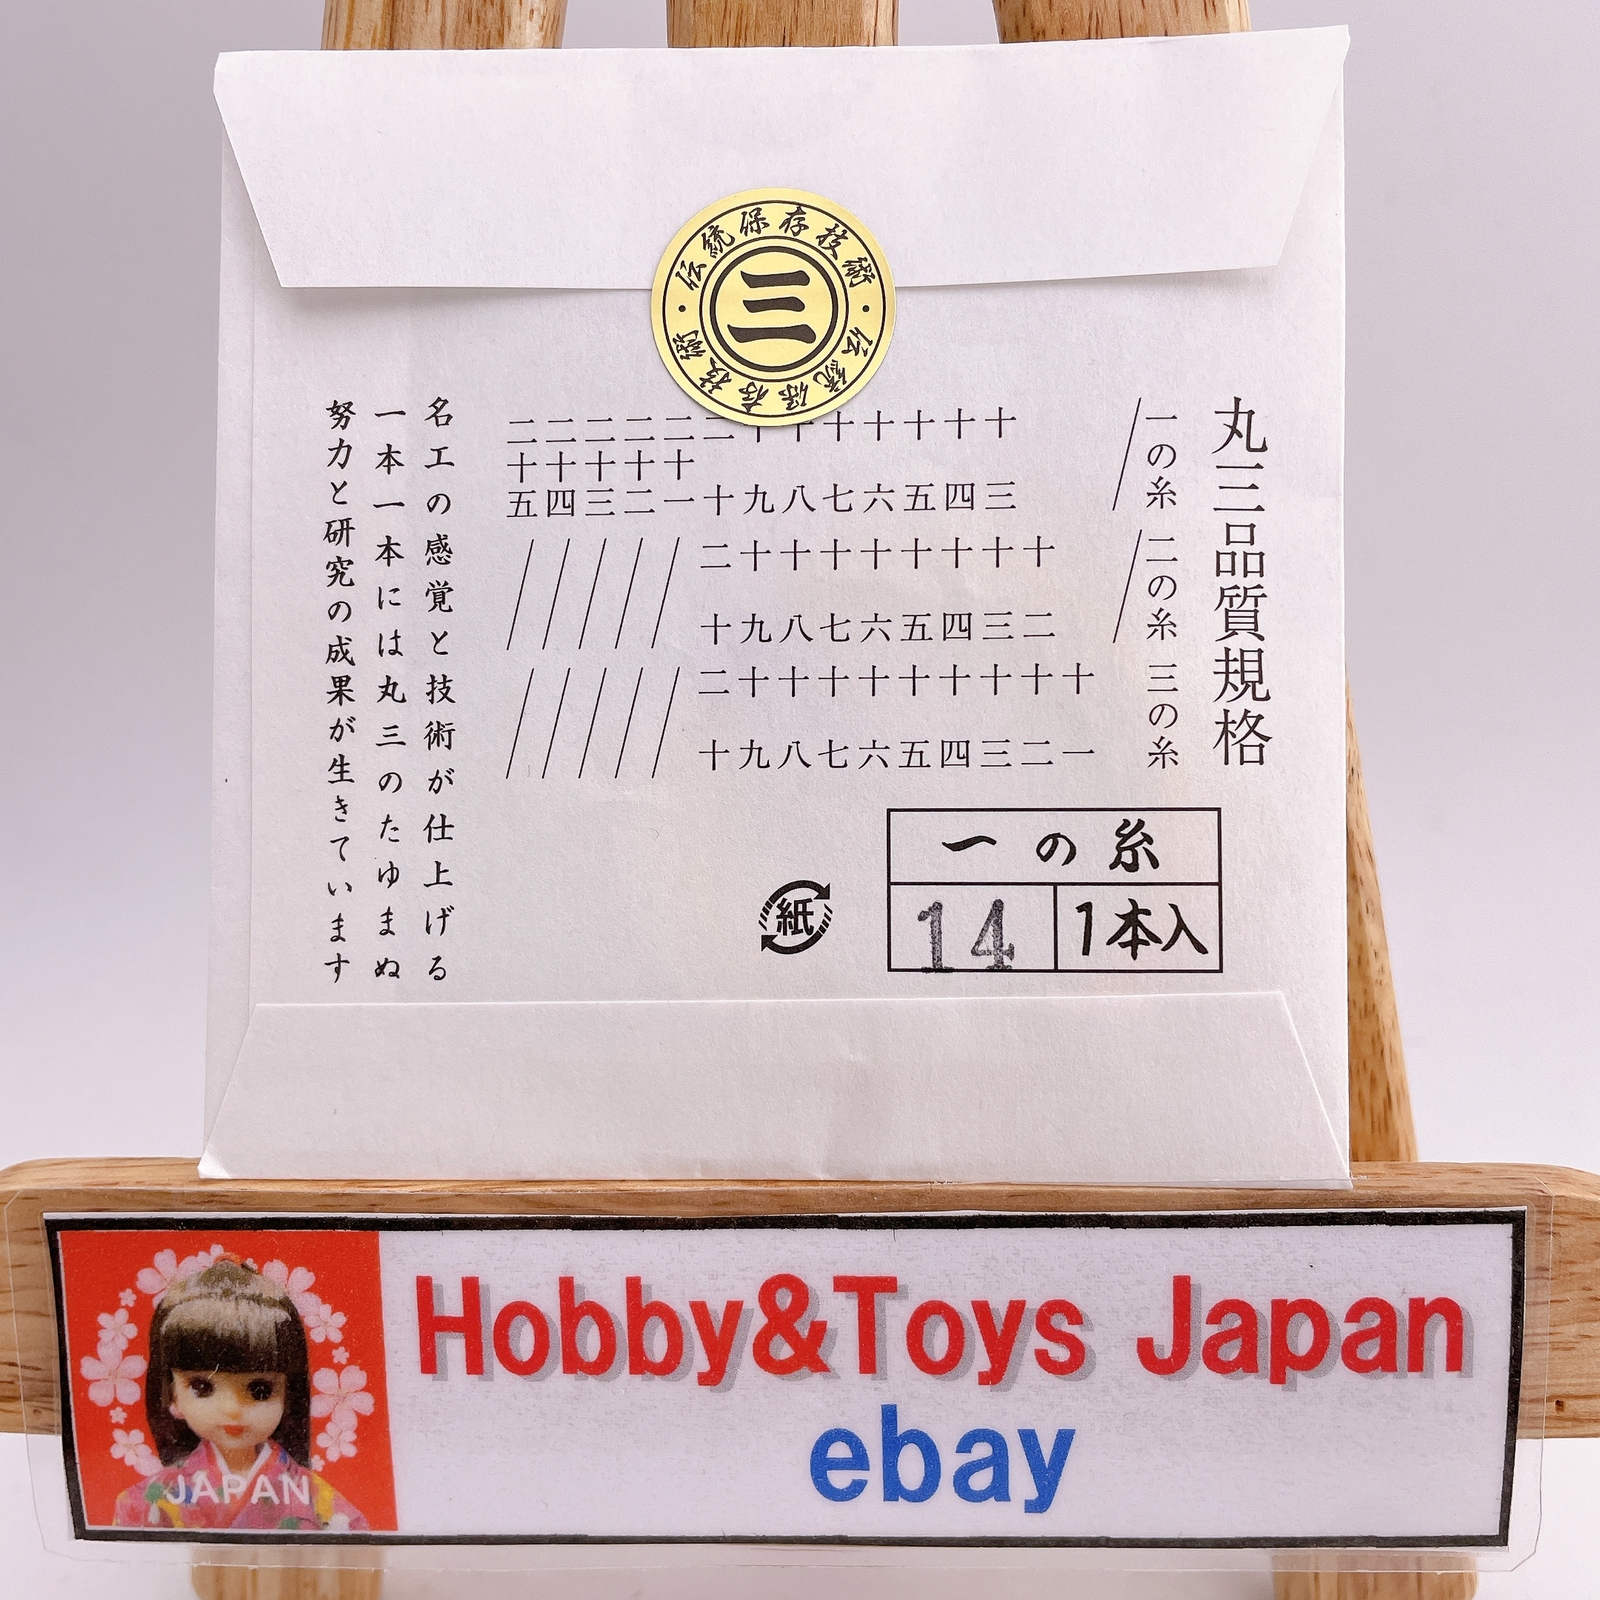 伝統保存技術・伝統保存技術・
三
丸三品質規格
一の糸 十三 十四 十五 十六 十七 十八 十九 二十 二十一 二十二 二十三 二十四 二十五
二の糸 十二 十三 十四 十五 十六 十七 十八 十九 二十
三の糸 十一 十二 十三 十四 十五 十六 十七 十八 十九 二十
名工の感覚と技術が仕上げる
一本一本には丸三のたゆまぬ
努力と研究の成果が生きています
紙
一の糸
14
1本入
Hobby&Toys Japan
ebay
JAPAN